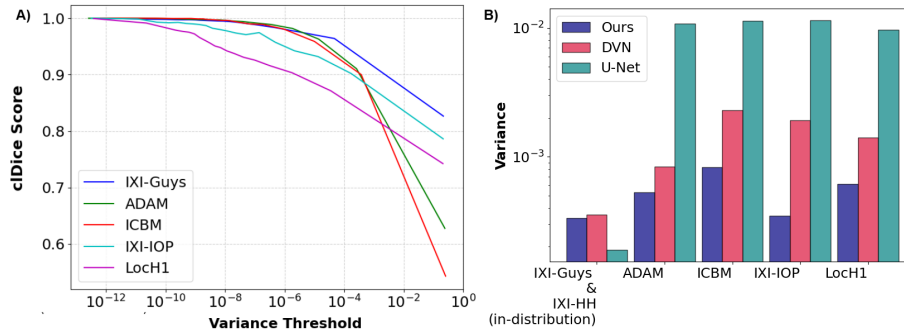 A)
clDice Score
1.0
0.9
0.8
0.7
0.6
IXI-Guys
ADAM
ICBM
IXI-IOP
LocH1
10⁻¹² 10⁻¹⁰ 10⁻⁸ 10⁻⁶ 10⁻⁴ 10⁻² 10⁰
Variance Threshold
B)
Variance
10⁻²
10⁻³
Ours
DVN
U-Net
IXI-Guys ADAM ICBM IXI-IOP LocH1
&
IXI-HH
(in-distribution)